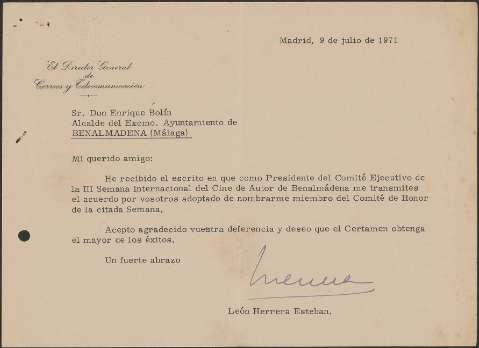 Madrid, 9 de julio de 1971
El Director General
de
Correos y Telecomunicación
Sr. Don Enrique Bolín
Alcalde del Excmo. Ayuntamiento de
BENALMADENA (Málaga)
Mi querido amigo:
He recibido el escrito en que como Presidente del Comité Ejecutivo de
la III Semana Internacional del Cine de Autor de Benalmádena me transmites
el acuerdo por vosotros adoptado de nombrarme miembro del Comité de Honor
de la citada Semana.
Acepto agradecido vuestra deferencia y deseo que el Certamen obtenga
el mayor de los éxitos.
Un fuerte abrazo
Herrera
León Herrera Esteban.